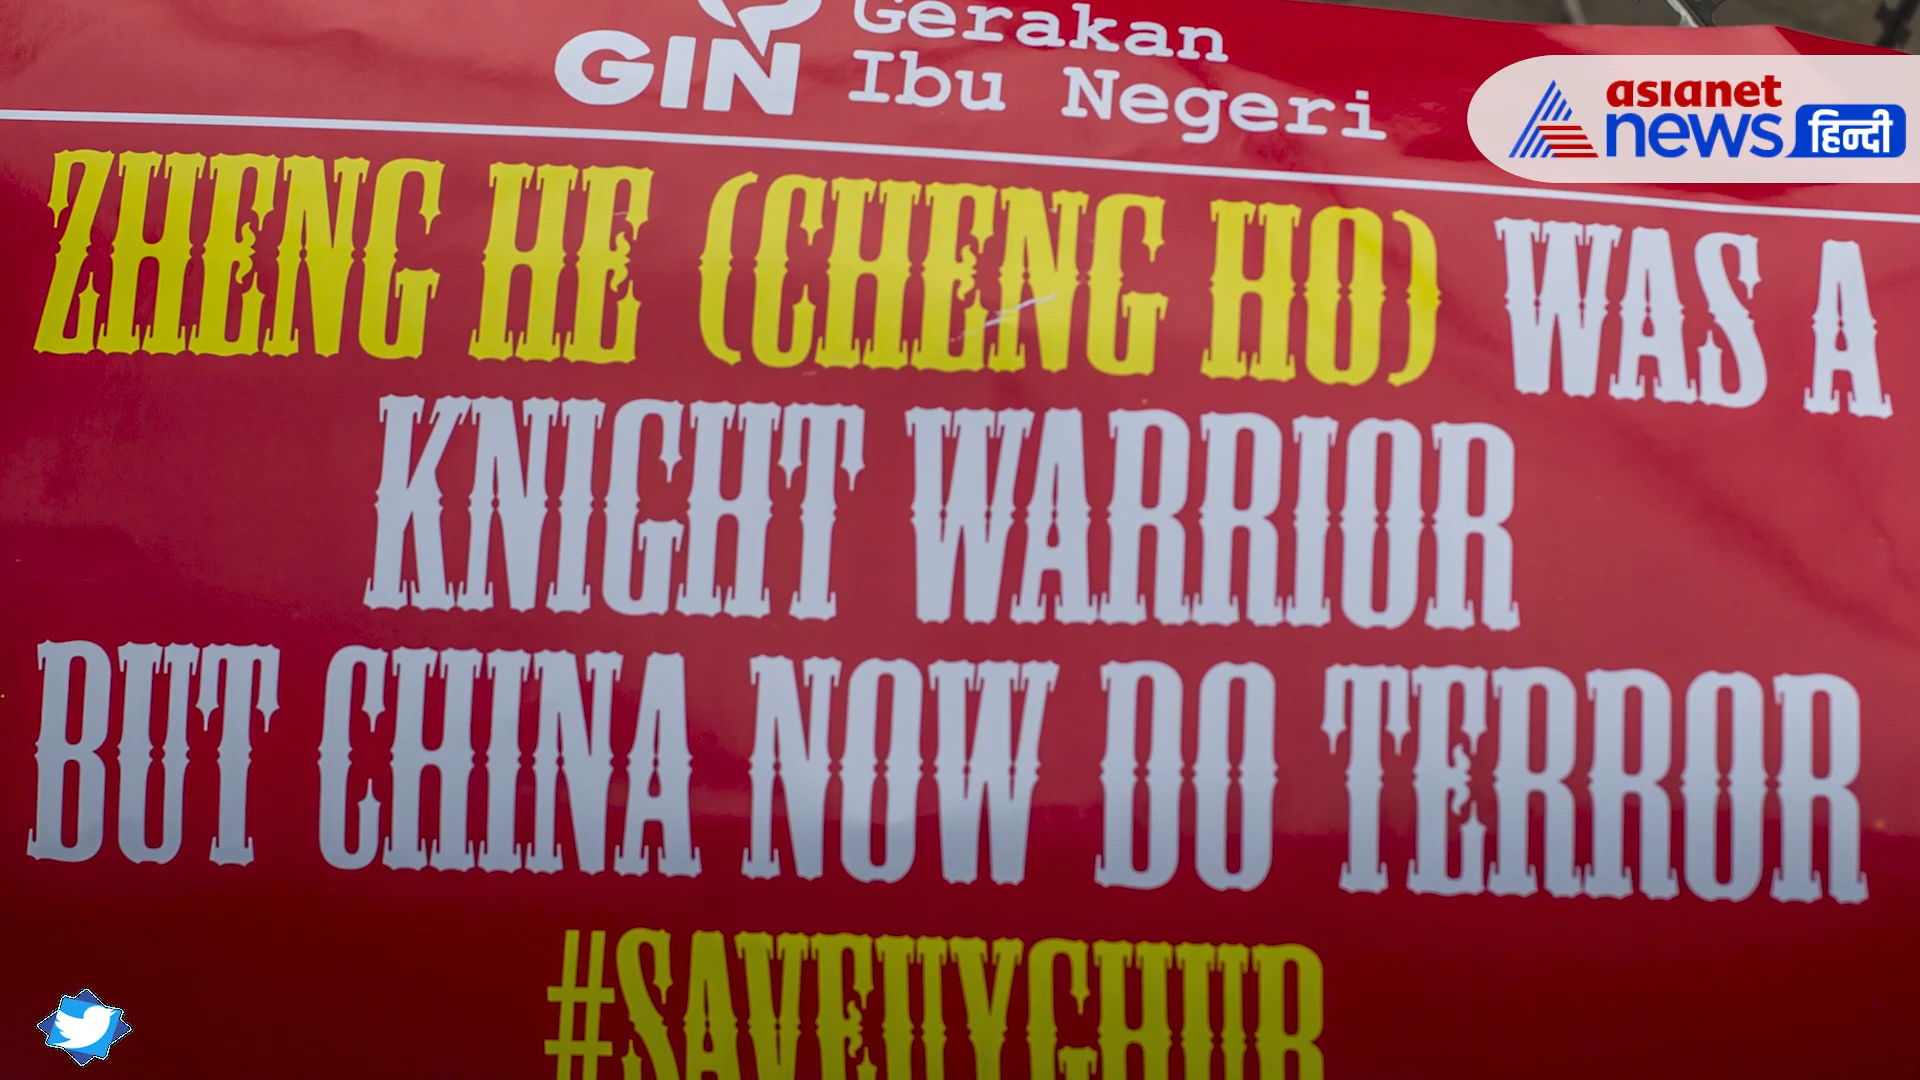 GIN Gerakan
Ibu Negeri
asianet
news हिन्दी
ZHENG HE (CHENG HO) WAS A
KNIGHT WARRIOR
BUT CHINA NOW DO TERROR
#SAVEUYGHUR